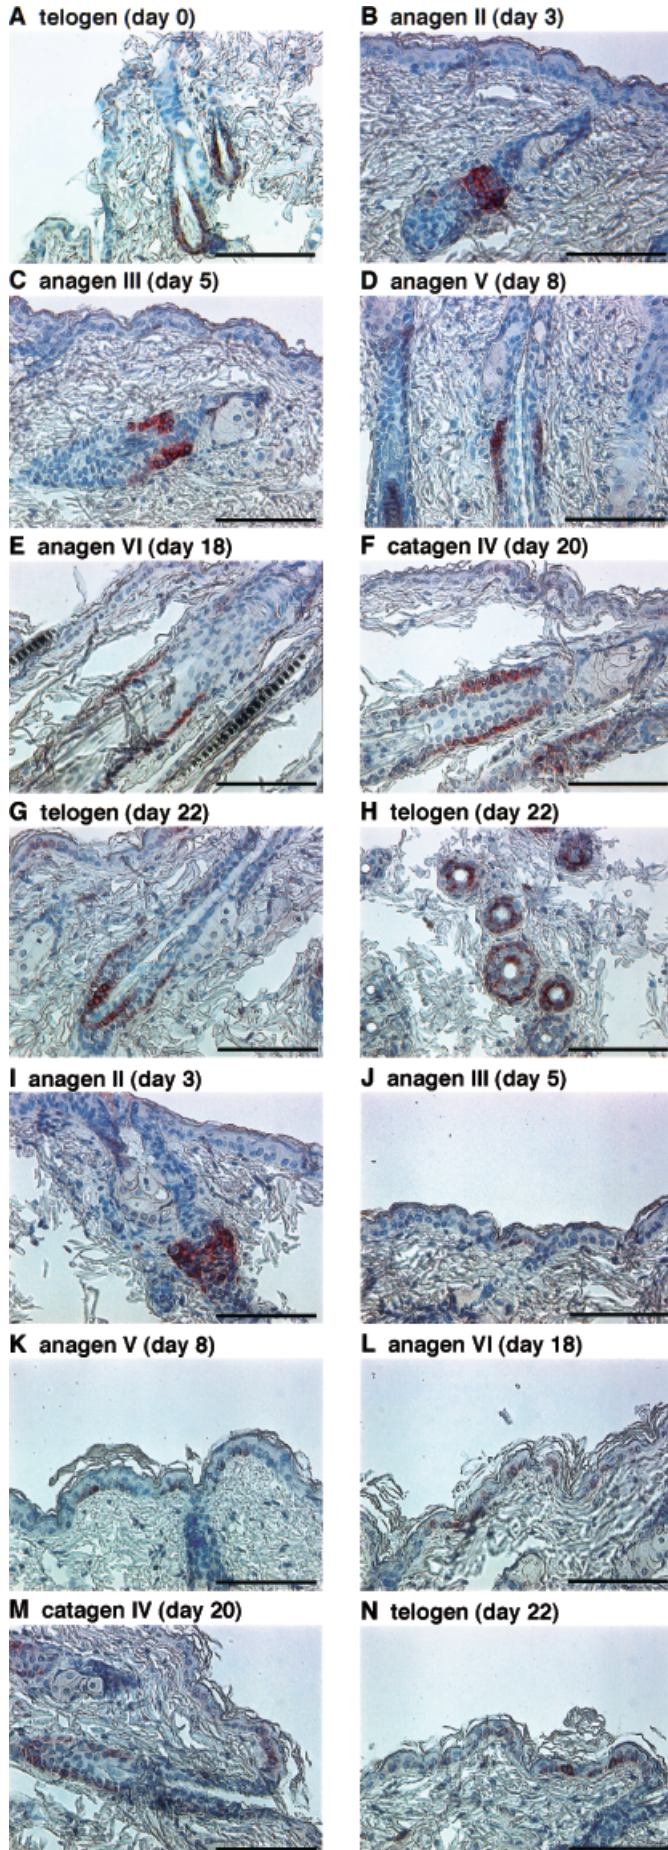 A telogen (day 0)
B anagen II (day 3)
C anagen III (day 5)
D anagen V (day 8)
E anagen VI (day 18)
F catagen IV (day 20)
G telogen (day 22)
H telogen (day 22)
I anagen II (day 3)
J anagen III (day 5)
K anagen V (day 8)
L anagen VI (day 18)
M catagen IV (day 20)
N telogen (day 22)